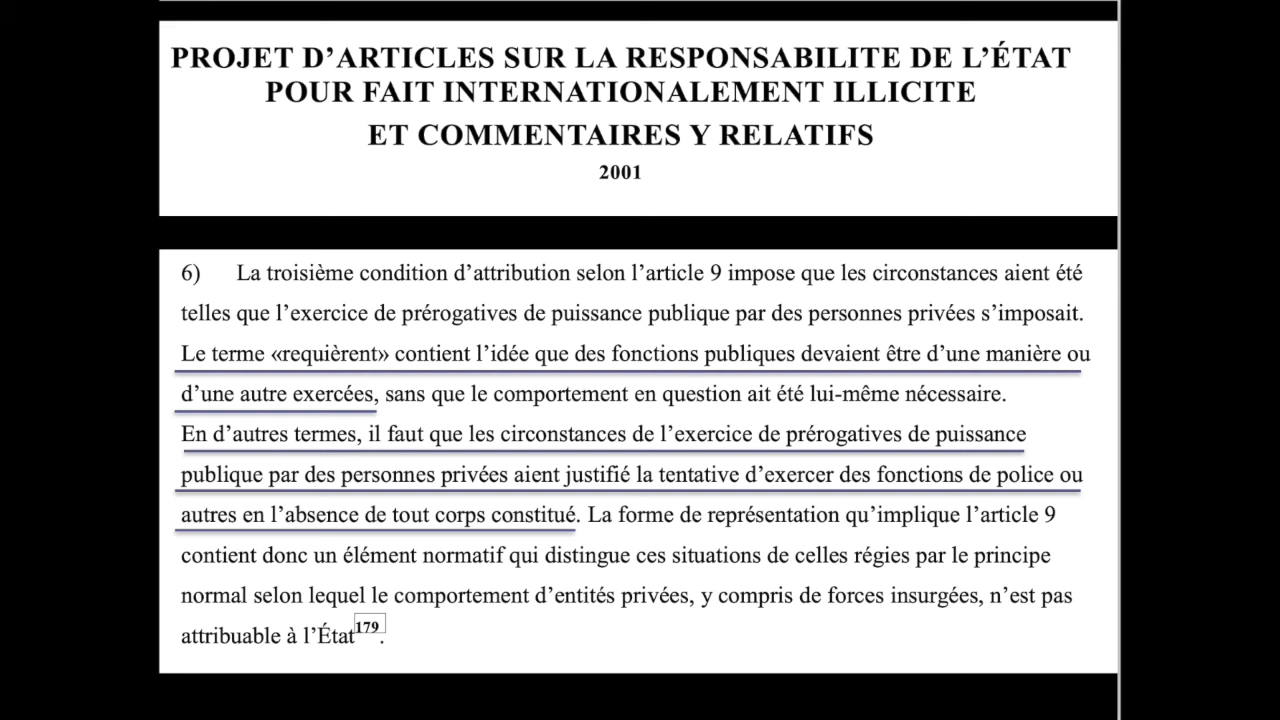 PROJET D’ARTICLES SUR LA RESPONSABILITE DE L’ÉTAT
POUR FAIT INTERNATIONALEMENT ILLICITE
ET COMMENTAIRES Y RELATIFS
2001
6) La troisième condition d’attribution selon l’article 9 impose que les circonstances aient été
telles que l’exercice de prérogatives de puissance publique par des personnes privées s’imposait.
Le terme «requièrent» contient l’idée que des fonctions publiques devaient être d’une manière ou
d’une autre exercées, sans que le comportement en question ait été lui-même nécessaire.
En d’autres termes, il faut que les circonstances de l’exercice de prérogatives de puissance
publique par des personnes privées aient justifié la tentative d’exercer des fonctions de police ou
autres en l’absence de tout corps constitué. La forme de représentation qu’implique l’article 9
contient donc un élément normatif qui distingue ces situations de celles régies par le principe
normal selon lequel le comportement d’entités privées, y compris de forces insurgées, n’est pas
attribuable à l’État179.